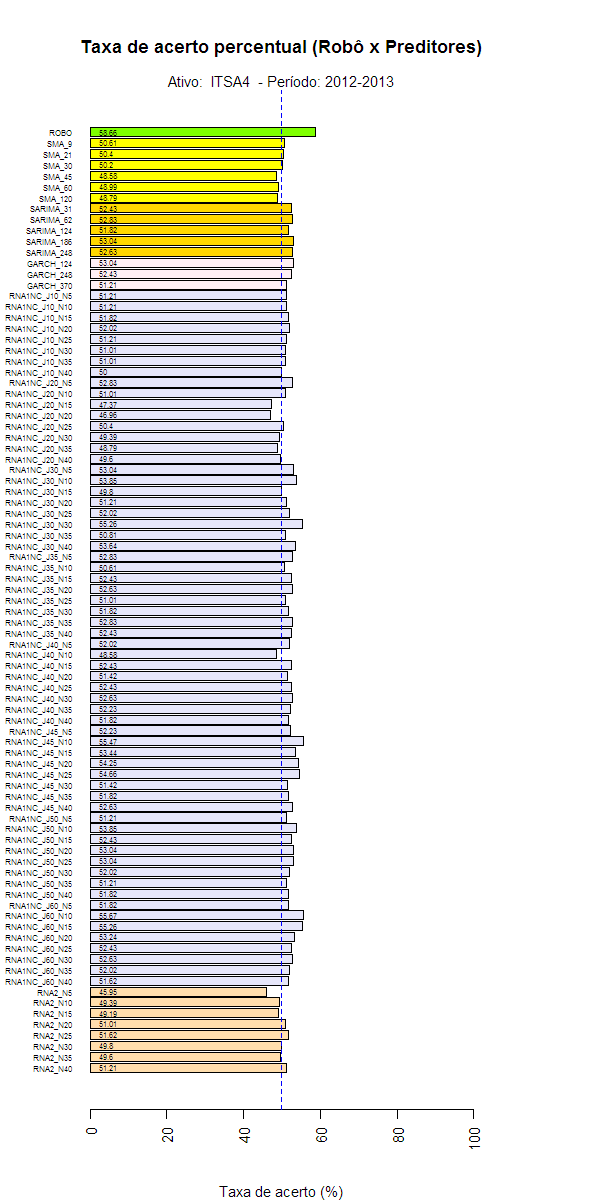 Taxa de acerto percentual (Robô x Preditores)
Ativo:  ITSA4  - Período: 2012-2013
ROBO 58.66
SMA_9 50.61
SMA_21 50.4
SMA_30 50.2
SMA_45 48.58
SMA_60 48.99
SMA_120 48.79
SARIMA_31 52.43
SARIMA_62 52.83
SARIMA_124 51.82
SARIMA_186 53.04
SARIMA_248 52.63
GARCH_124 53.04
GARCH_248 52.43
GARCH_370 51.21
RNA1NC_J10_N5 51.21
RNA1NC_J10_N10 51.21
RNA1NC_J10_N15 51.82
RNA1NC_J10_N20 52.02
RNA1NC_J10_N25 51.21
RNA1NC_J10_N30 51.01
RNA1NC_J10_N35 51.01
RNA1NC_J10_N40 50
RNA1NC_J20_N5 52.83
RNA1NC_J20_N10 51.01
RNA1NC_J20_N15 47.37
RNA1NC_J20_N20 46.96
RNA1NC_J20_N25 50.4
RNA1NC_J20_N30 49.39
RNA1NC_J20_N35 48.79
RNA1NC_J20_N40 49.6
RNA1NC_J30_N5 53.04
RNA1NC_J30_N10 53.85
RNA1NC_J30_N15 49.8
RNA1NC_J30_N20 51.21
RNA1NC_J30_N25 52.02
RNA1NC_J30_N30 55.26
RNA1NC_J30_N35 50.81
RNA1NC_J30_N40 53.64
RNA1NC_J35_N5 52.83
RNA1NC_J35_N10 50.61
RNA1NC_J35_N15 52.43
RNA1NC_J35_N20 52.63
RNA1NC_J35_N25 51.01
RNA1NC_J35_N30 51.82
RNA1NC_J35_N35 52.83
RNA1NC_J35_N40 52.43
RNA1NC_J40_N5 52.02
RNA1NC_J40_N10 48.58
RNA1NC_J40_N15 52.43
RNA1NC_J40_N20 51.42
RNA1NC_J40_N25 52.43
RNA1NC_J40_N30 52.63
RNA1NC_J40_N35 52.23
RNA1NC_J40_N40 51.82
RNA1NC_J45_N5 52.23
RNA1NC_J45_N10 55.47
RNA1NC_J45_N15 53.44
RNA1NC_J45_N20 54.25
RNA1NC_J45_N25 54.66
RNA1NC_J45_N30 51.42
RNA1NC_J45_N35 51.82
RNA1NC_J45_N40 52.63
RNA1NC_J50_N5 51.21
RNA1NC_J50_N10 53.85
RNA1NC_J50_N15 52.43
RNA1NC_J50_N20 53.04
RNA1NC_J50_N25 53.04
RNA1NC_J50_N30 52.02
RNA1NC_J50_N35 51.21
RNA1NC_J50_N40 51.82
RNA1NC_J60_N5 51.82
RNA1NC_J60_N10 55.67
RNA1NC_J60_N15 55.26
RNA1NC_J60_N20 53.24
RNA1NC_J60_N25 52.43
RNA1NC_J60_N30 52.63
RNA1NC_J60_N35 52.02
RNA1NC_J60_N40 51.62
RNA2_N5 45.95
RNA2_N10 49.39
RNA2_N15 49.19
RNA2_N20 51.01
RNA2_N25 51.62
RNA2_N30 49.8
RNA2_N35 49.6
RNA2_N40 51.21
0 20 40 60 80 100
Taxa de acerto (%)